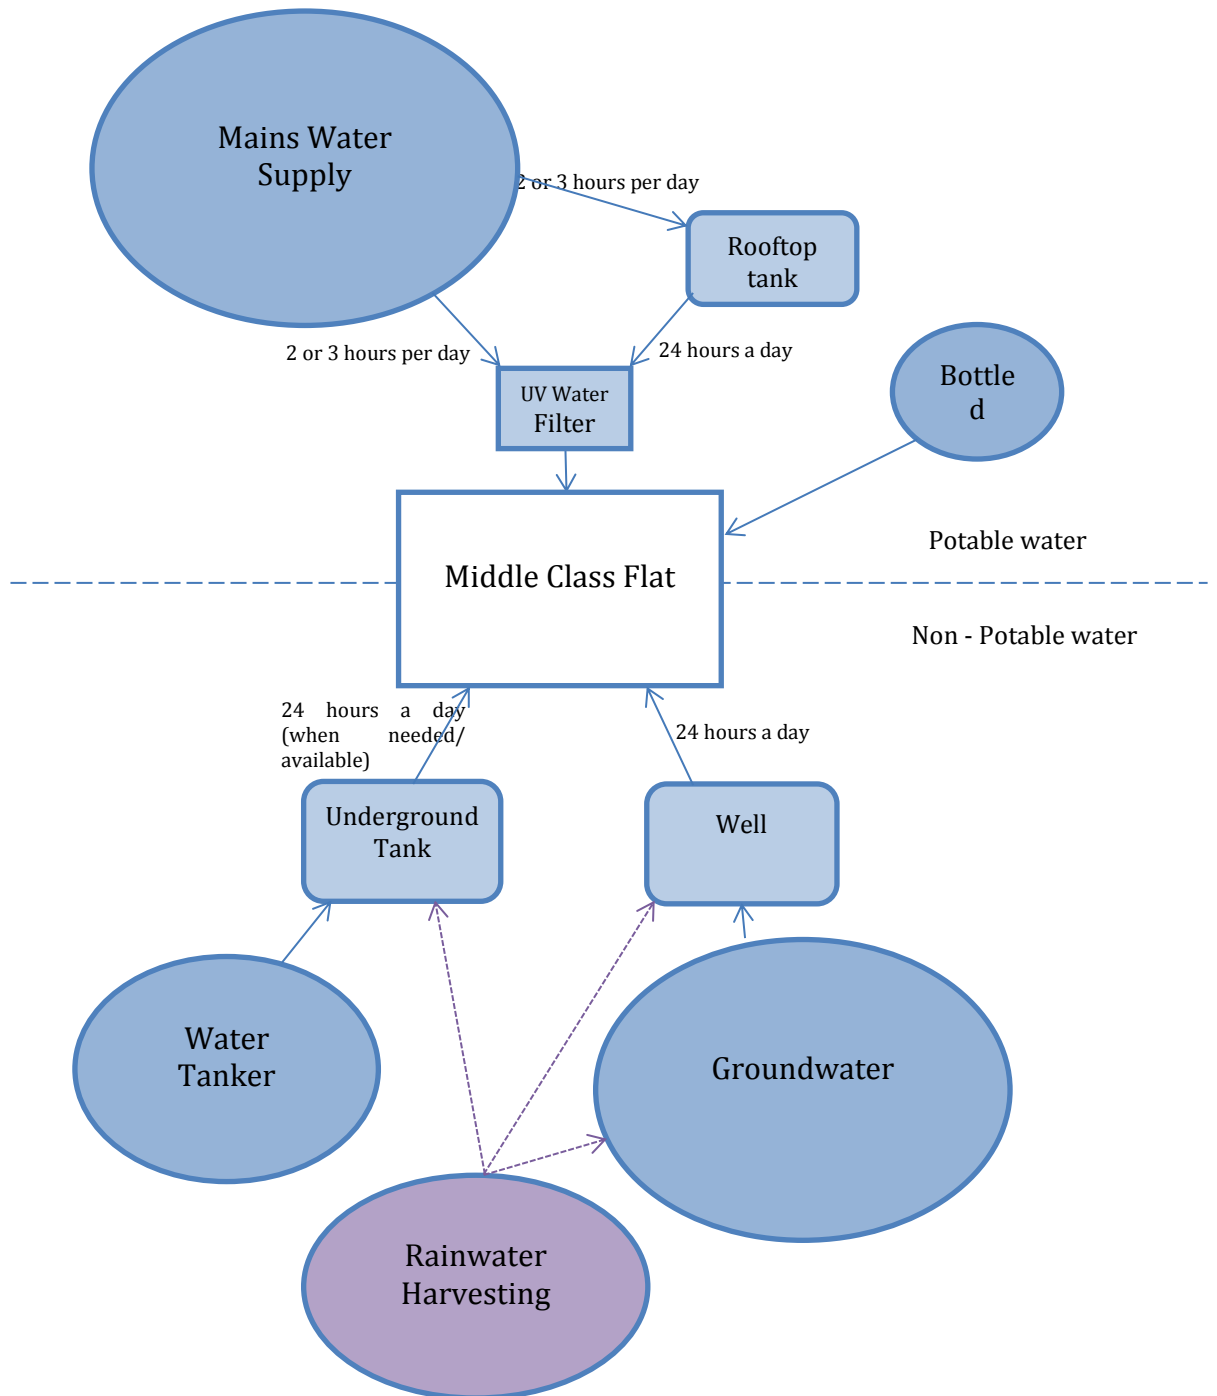 Mains Water
Supply
2 or 3 hours per day
Rooftop
tank
2 or 3 hours per day
24 hours a day
UV Water
Filter
Bottle
d
Potable water
Middle Class Flat
Non - Potable water
24 hours a day
(when needed/
available)
24 hours a day
Underground
Tank
Well
Water
Tanker
Groundwater
Rainwater
Harvesting